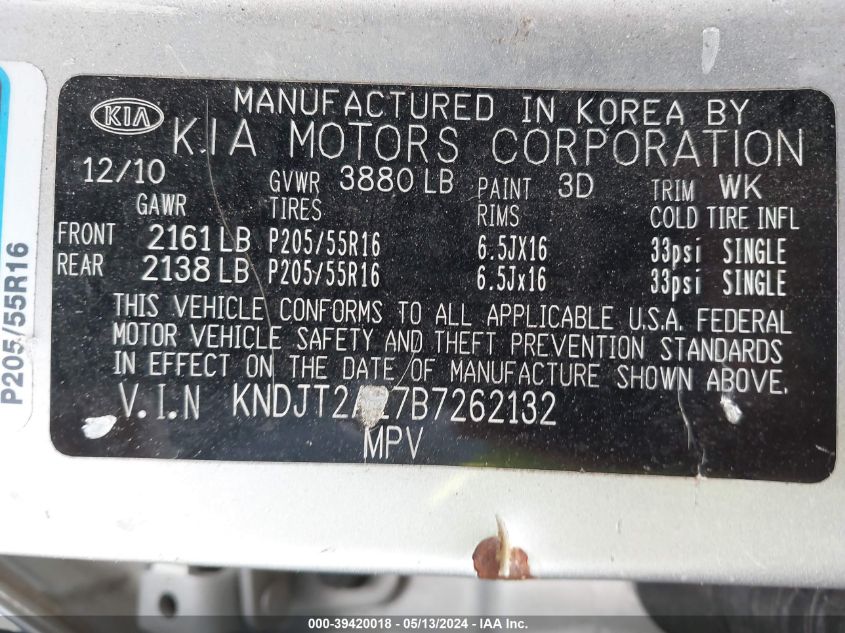 MANUFACTURED IN KOREA BY
KIA KIA MOTORS CORPORATION
12/10 GVWR 3880 LB PAINT 3D TRIM WK
GAWR TIRES RIMS COLD TIRE INFL
FRONT 2161 LB P205/55R16 6.5JX16 33psi SINGLE
REAR 2138 LB P205/55R16 6.5Jx16 33psi SINGLE
THIS VEHICLE CONFORMS TO ALL APPLICABLE U.S.A. FEDERAL
MOTOR VEHICLE SAFETY AND THEFT PREVENTION STANDARDS
IN EFFECT ON THE DATE OF MANUFACTURE SHOWN ABOVE.
V.I.N
MPV
P205/55R16
000-39420018 - 05/13/2024 - IAA Inc.